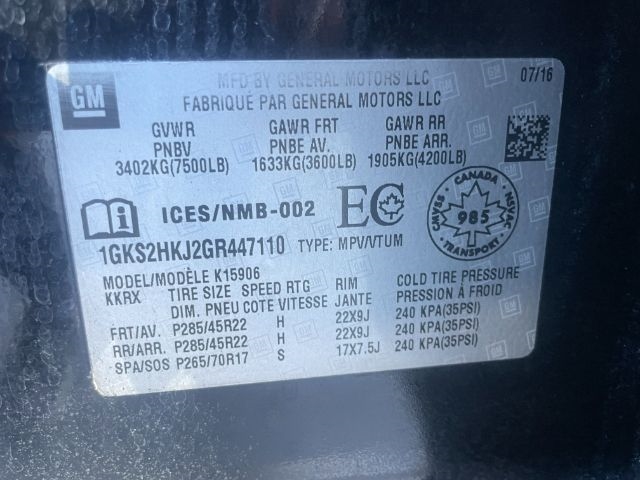 GM
MFD BY GENERAL MOTORS LLC
07/16
FABRIQUÉ PAR GENERAL MOTORS LLC
GVWR GAWR FRT GAWR RR
PNBV PNBE AV. PNBE ARR.
3402KG(7500LB) 1633KG(3600LB) 1905KG(4200LB)
ICES/NMB-002 EC
CANADA
CMVSS 985 NSVAC
TRANSPORT
1GKS2HKJ2GR447110 TYPE: MPV/VTUM
MODEL/MODÈLE K15906
KKRX TIRE SIZE SPEED RTG RIM COLD TIRE PRESSURE
DIM. PNEU COTE VITESSE JANTE PRESSION À FROID
FRT/AV. P285/45R22 H 22X9J 240 KPA(35PSI)
RR/ARR. P285/45R22 H 22X9J 240 KPA(35PSI)
SPA/SOS P265/70R17 S 17X7.5J 240 KPA(35PSI)